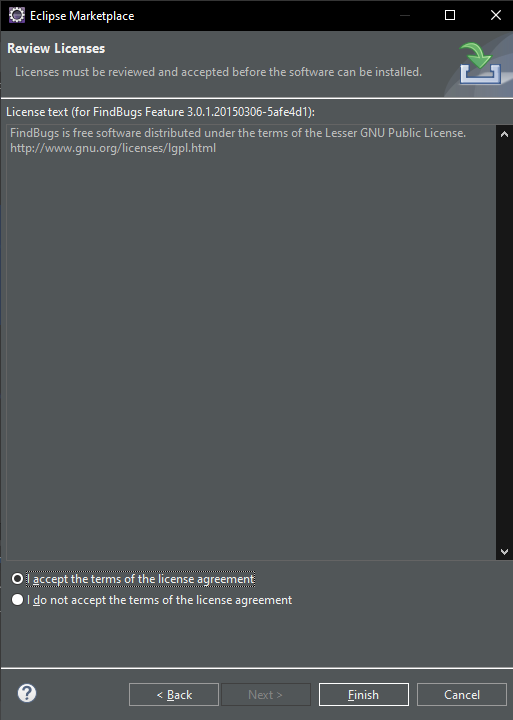 Eclipse Marketplace
Review Licenses
Licenses must be reviewed and accepted before the software can be installed.
License text (for FindBugs Feature 3.0.1.20150306-5afe4d1):
FindBugs is free software distributed under the terms of the Lesser GNU Public License.
http://www.gnu.org/licenses/lgpl.html
I accept the terms of the license agreement
I do not accept the terms of the license agreement
?
< Back
Next >
Finish
Cancel